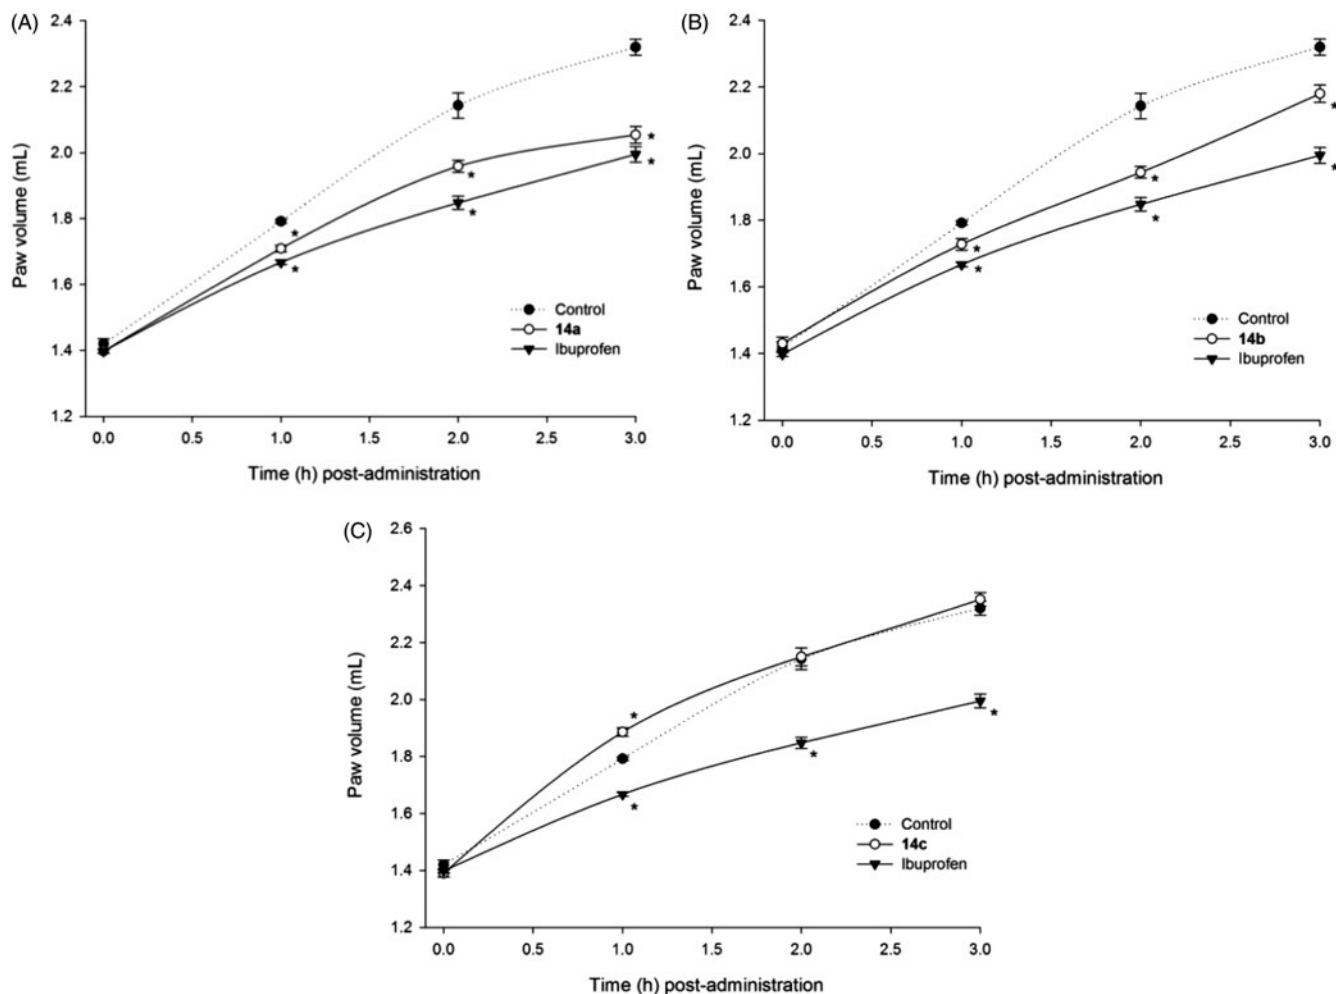 (A)
2.4
2.2
2.0
1.8
1.6
1.4
1.2
Paw volume (mL)
*
*
*
*
*
*
Control
14a
Ibuprofen
0.0 0.5 1.0 1.5 2.0 2.5 3.0
Time (h) post-administration
(B)
2.4
2.2
2.0
1.8
1.6
1.4
1.2
Paw volume (mL)
*
*
*
*
*
*
Control
14b
Ibuprofen
0.0 0.5 1.0 1.5 2.0 2.5 3.0
Time (h) post-administration
(C)
2.6
2.4
2.2
2.0
1.8
1.6
1.4
1.2
Paw volume (mL)
*
*
*
*
Control
14c
Ibuprofen
0.0 0.5 1.0 1.5 2.0 2.5 3.0
Time (h) post-administration